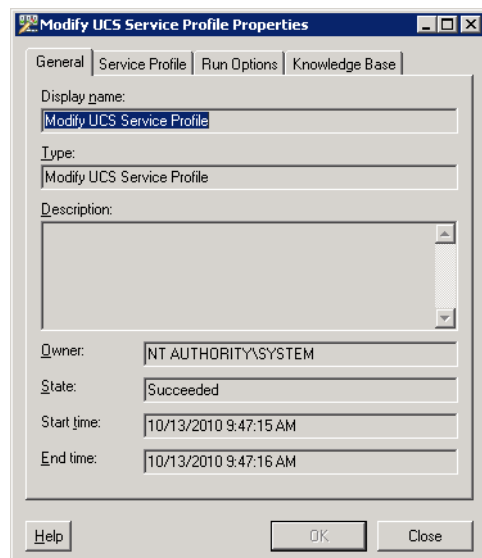 Modify UCS Service Profile Properties
General Service Profile Run Options Knowledge Base
Display name:
Modify UCS Service Profile
Type:
Modify UCS Service Profile
Description:
Owner: NT AUTHORITY\SYSTEM
State: Succeeded
Start time: 10/13/2010 9:47:15 AM
End time: 10/13/2010 9:47:16 AM
Help OK Close